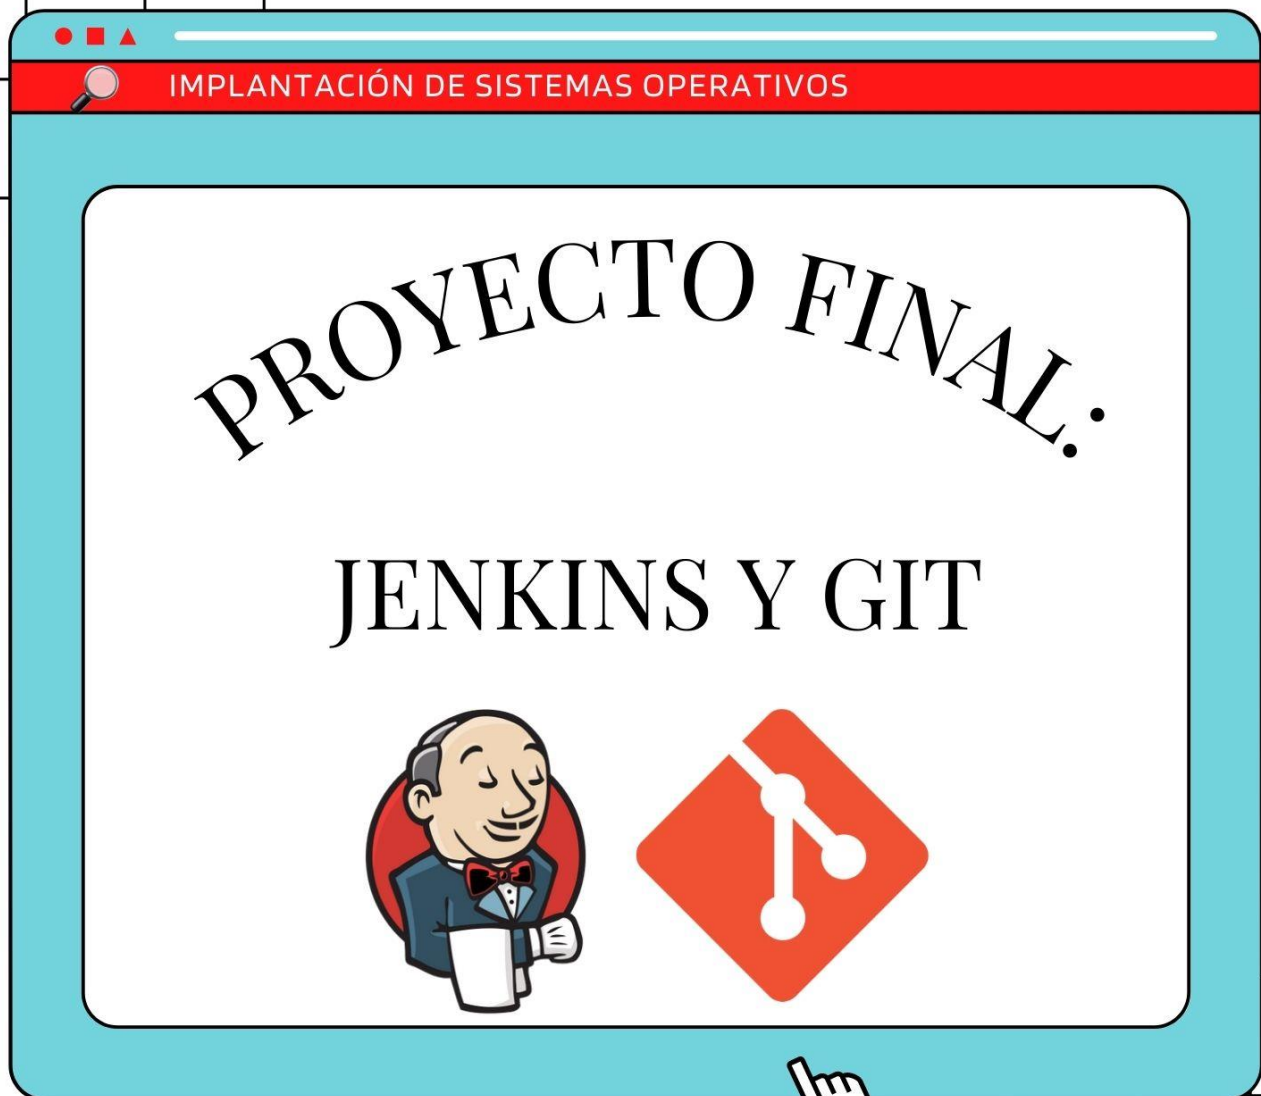 IMPLANTACIÓN DE SISTEMAS OPERATIVOS
PROYECTO FINAL:
JENKINS Y GIT